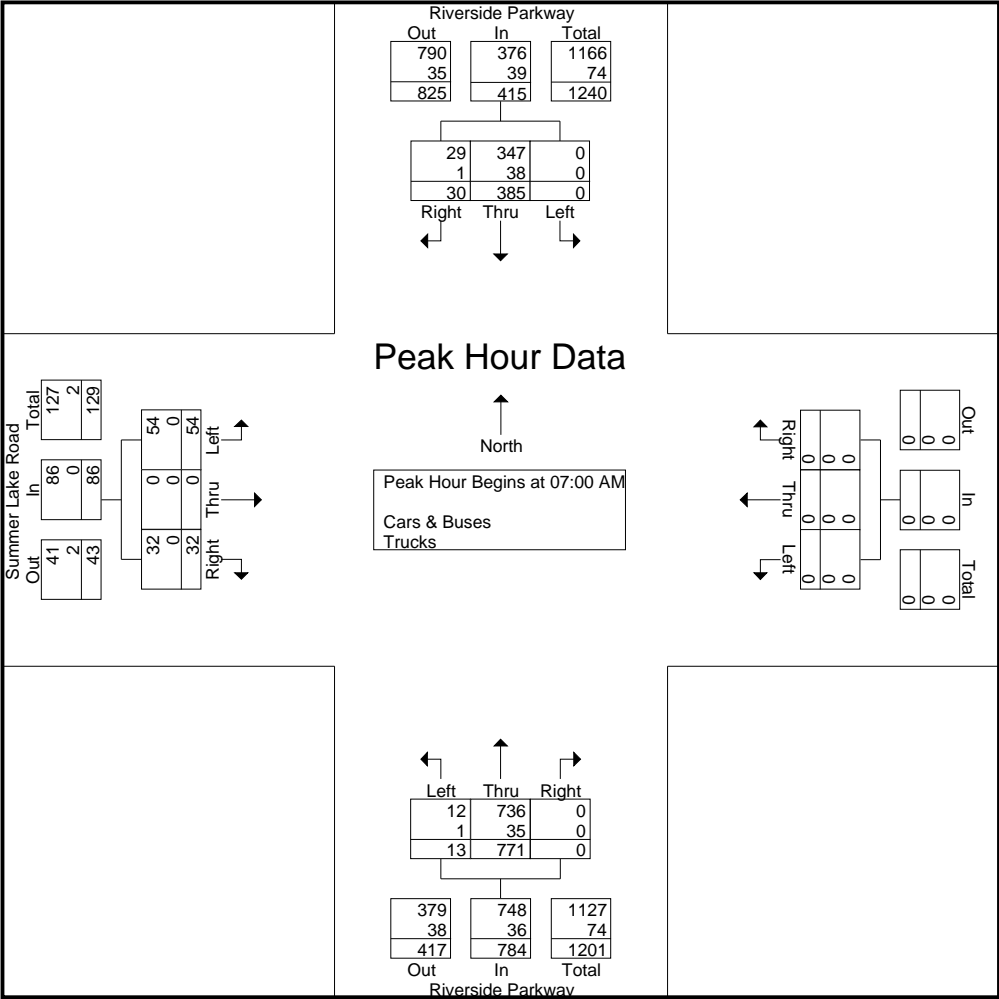 Riverside Parkway
Out In Total
790 376 1166
35 39 74
825 415 1240
29 347 0
1 38 0
30 385 0
Right Thru Left
Peak Hour Data
North
Peak Hour Begins at 07:00 AM
Cars & Buses
Trucks
Summer Lake Road
Out In Total
41 86 127
2 0 2
43 86 129
32 0 54
0 0 0
32 0 54
Right Thru Left
Out In Total
0 0 0
0 0 0
0 0 0
Right Thru Left
0 0 0
0 0 0
0 0 0
Left Thru Right
12 736 0
1 35 0
13 771 0
379 748 1127
38 36 74
417 784 1201
Out In Total
Riverside Parkway